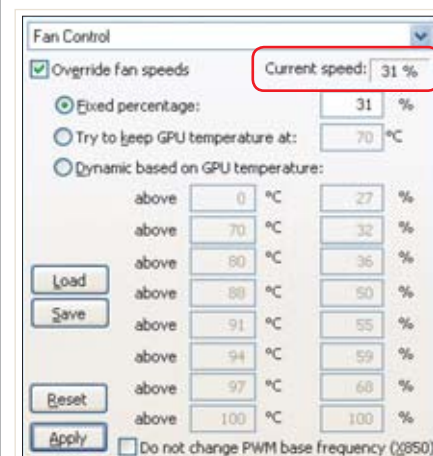 Fan Control
Override fan speeds Current speed: 31 %
Fixed percentage: 31 %
Try to keep GPU temperature at: 70 °C
Dynamic based on GPU temperature:
above 0 °C 27 %
above 70 °C 32 %
above 80 °C 36 %
Load above 88 °C 50 %
Save above 91 °C 55 %
above 94 °C 59 %
above 97 °C 68 %
Reset above 100 °C 100 %
Apply Do not change PWM base frequency (X850)